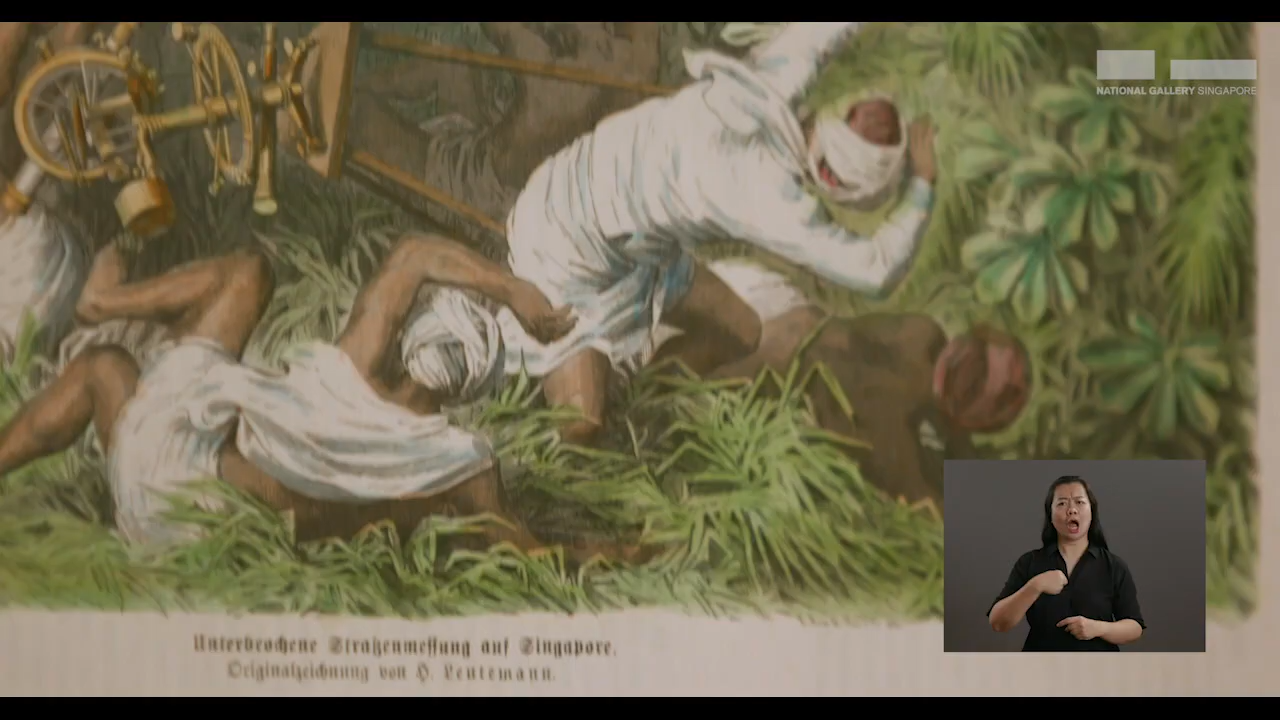 NATIONAL GALLERY SINGAPORE
Unterbrochene Straßenmessung auf Singapore.
Originalzeichnung von H. Leutemann.